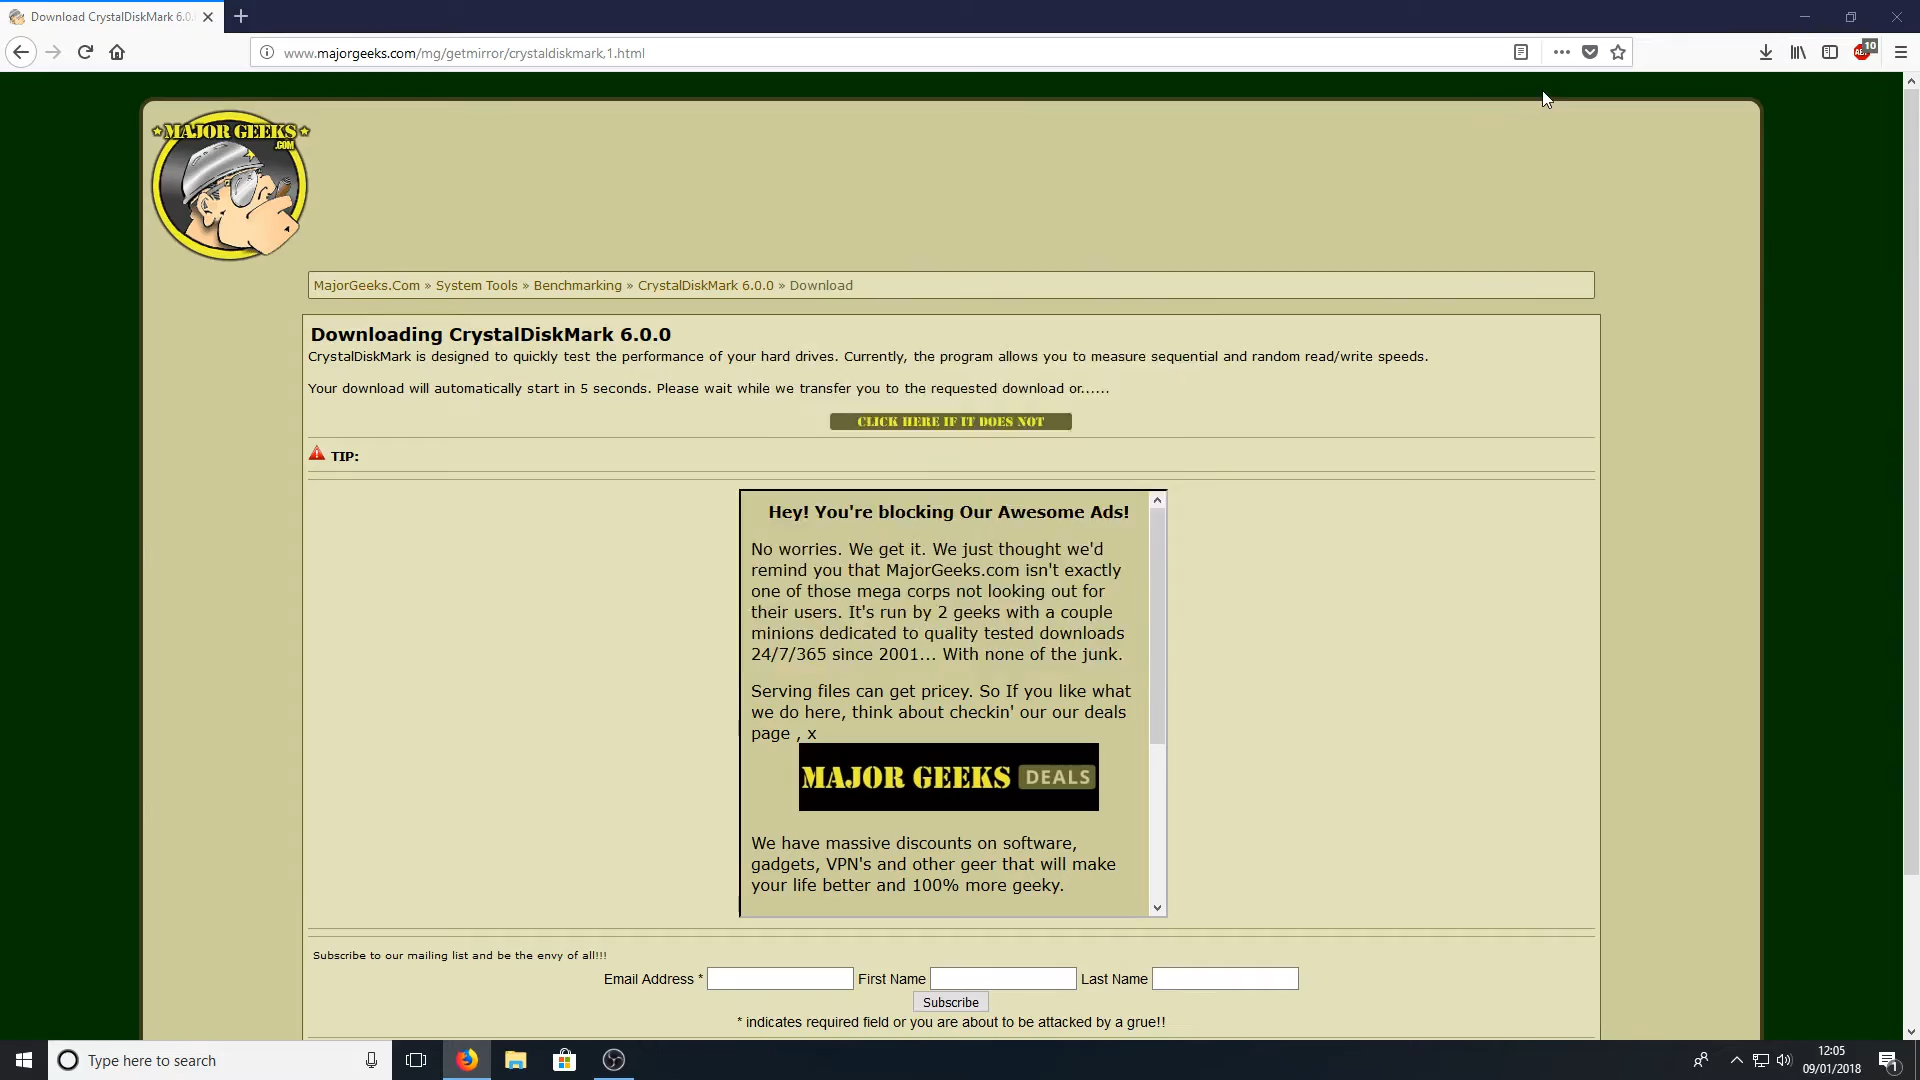 Download CrystalDiskMark 6.0.
www.majorgeeks.com/mg/getmirror/crystaldiskmark,1.html
10
MAJOR GEEKS
.COM
MajorGeeks.Com » System Tools » Benchmarking » CrystalDiskMark 6.0.0 » Download
Downloading CrystalDiskMark 6.0.0
CrystalDiskMark is designed to quickly test the performance of your hard drives. Currently, the program allows you to measure sequential and random read/write speeds.
Your download will automatically start in 5 seconds. Please wait while we transfer you to the requested download or......
CLICK HERE IF IT DOES NOT
TIP:
Hey! You're blocking Our Awesome Ads!
No worries. We get it. We just thought we'd
remind you that MajorGeeks.com isn't exactly
one of those mega corps not looking out for
their users. It's run by 2 geeks with a couple
minions dedicated to quality tested downloads
24/7/365 since 2001... With none of the junk.
Serving files can get pricey. So If you like what
we do here, think about checkin' our our deals
page , x
MAJOR GEEKS DEALS
We have massive discounts on software,
gadgets, VPN's and other geer that will make
your life better and 100% more geeky.
Subscribe to our mailing list and be the envy of all!!!
Email Address * First Name Last Name
Subscribe
* indicates required field or you are about to be attacked by a grue!!
Type here to search
12:05
09/01/2018
1